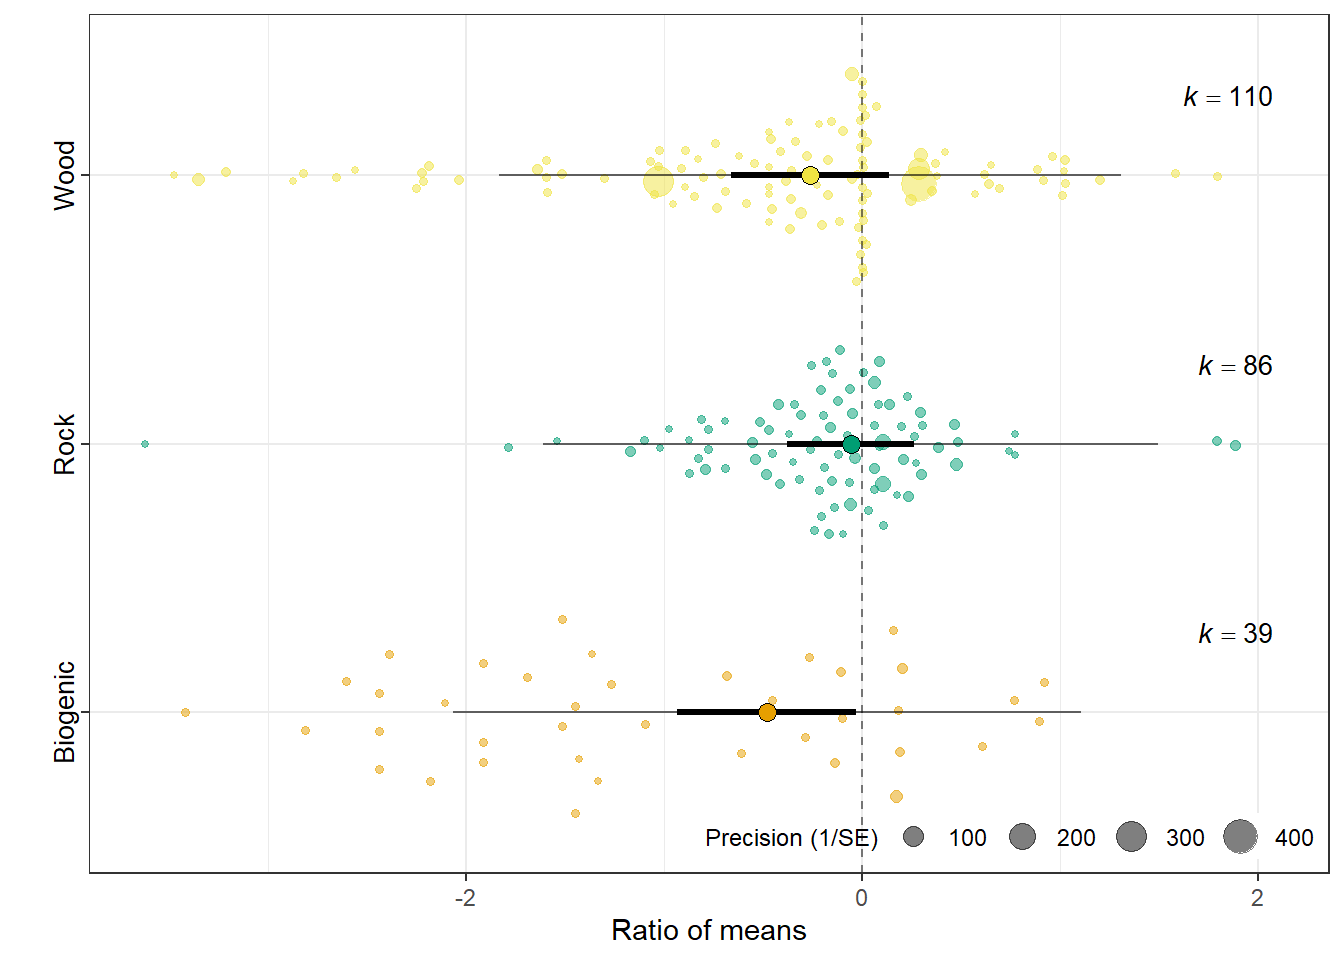 Wood
k = 110
Rock
k = 86
Biogenic
k = 39
Precision (1/SE) 100 200 300 400
-2 0 2
Ratio of means